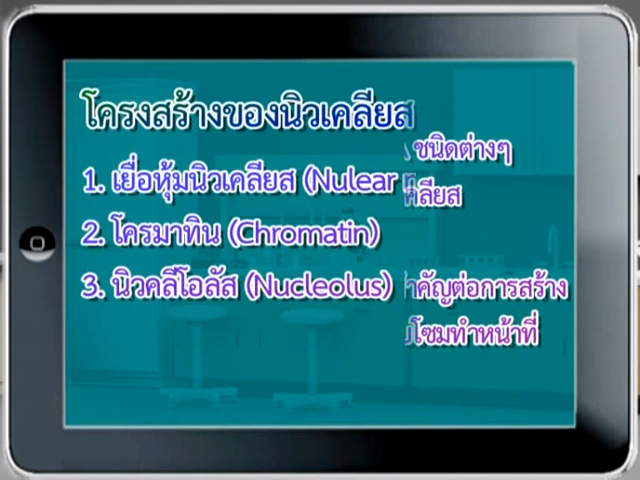 โครงสร้างของนิวเคลียส
ชนิดต่างๆ
1. เยื่อหุ้มนิวเคลียส (Nulear
คลียส
2. โครมาทิน (Chromatin)
3. นิวคลีโอลัส (Nucleolus)
คัญต่อการสร้าง
โซมทำหน้าที่